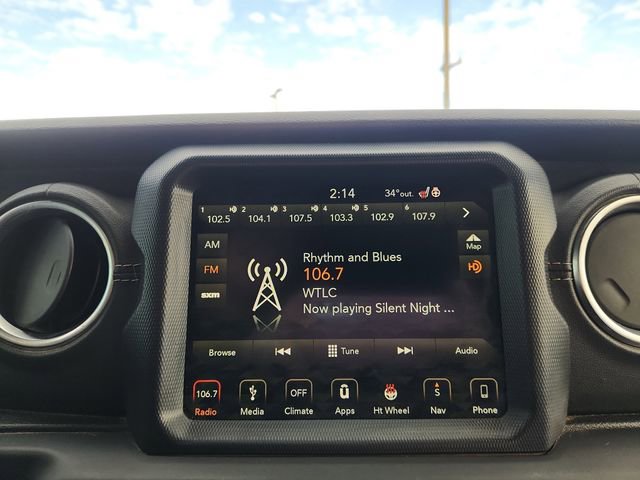 2:14 34°out.
1 2 3 4 5 6
102.5 104.1 107.5 103.3 102.9 107.9
AM
FM
sxm
Map
Rhythm and Blues
106.7
WTLC
Now playing Silent Night ...
Browse Tune Audio
106.7 OFF S
Radio Media Climate Apps Ht Wheel Nav Phone